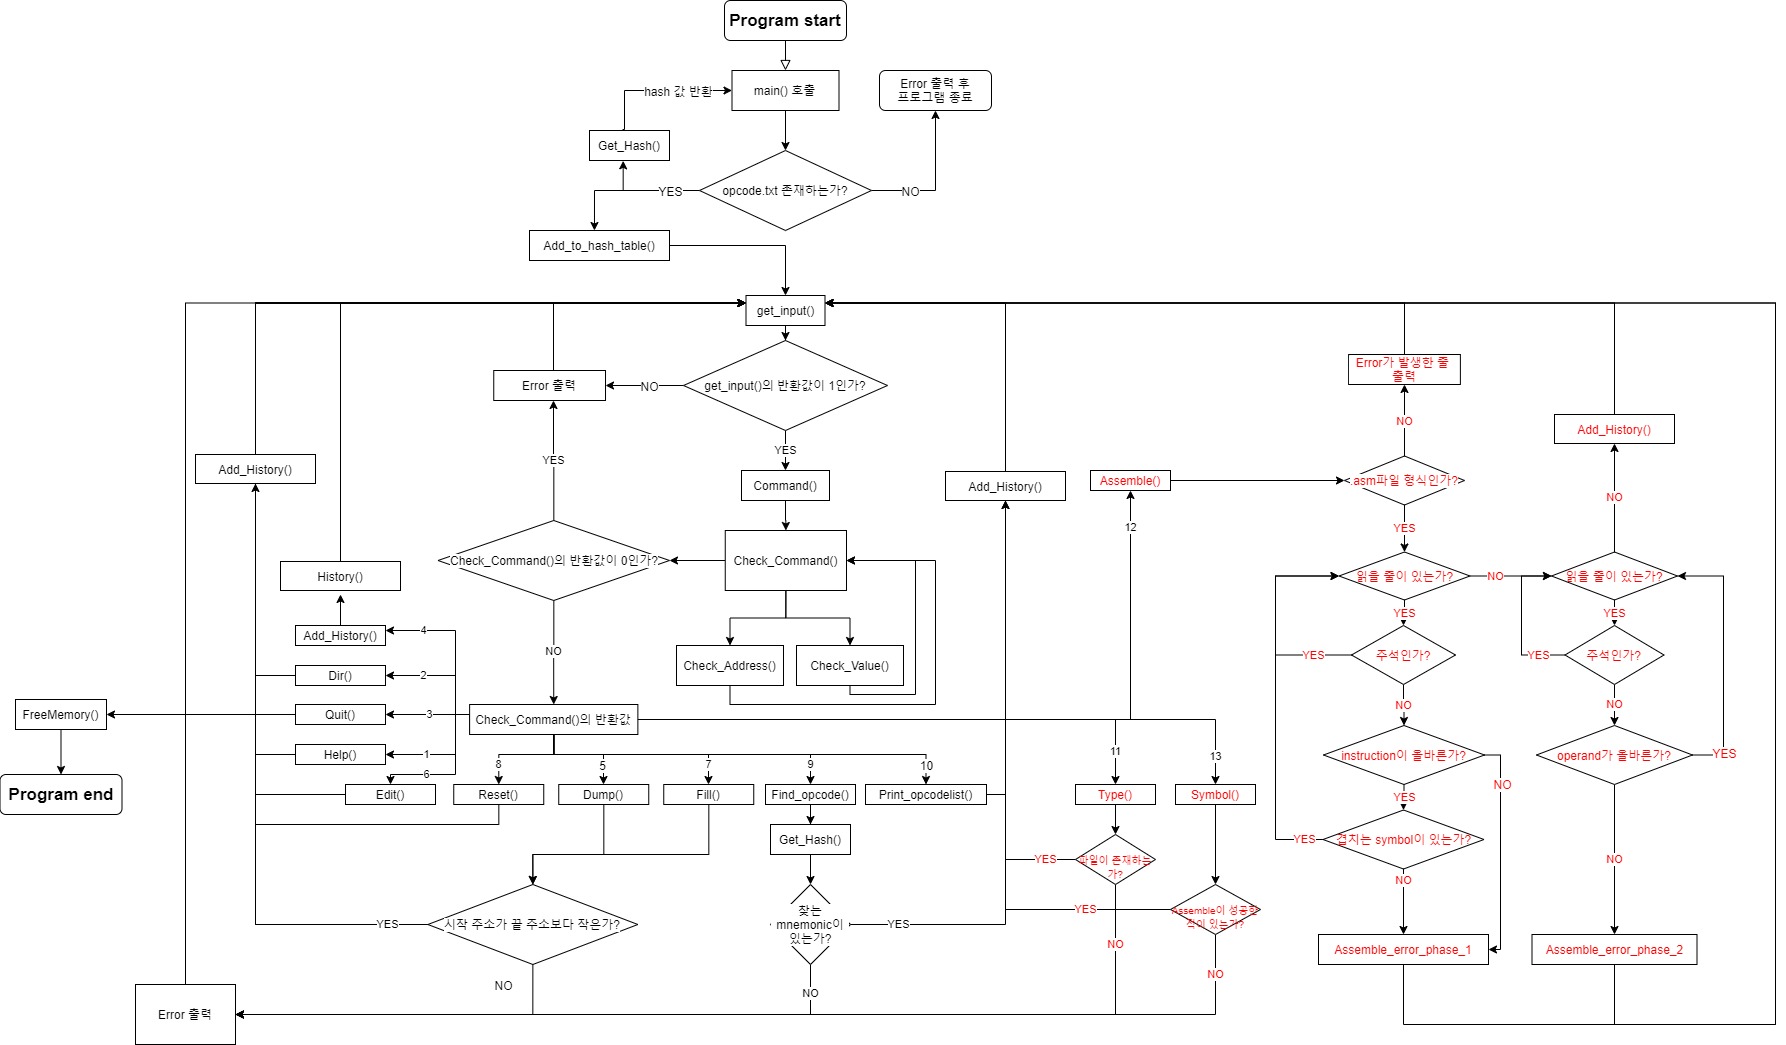 Program start
main() 호출
Error 출력 후
프로그램 종료
hash 값 반환
Get_Hash()
opcode.txt 존재하는가?
YES
NO
Add_to_hash_table()
get_input()
Error 출력
NO
get_input()의 반환값이 1인가?
YES
Command()
Add_History()
YES
Check_Command()의 반환값이 0인가?
Check_Command()
NO
Check_Address()
Check_Value()
History()
Add_History()
4
Dir()
2
FreeMemory()
Quit()
3
Check_Command()의 반환값
Help()
1
6
Edit()
Program end
8
5
7
9
10
Reset()
Dump()
Fill()
Find_opcode()
Print_opcodelist()
Get_Hash()
YES
시작 주소가 끝 주소보다 작은가?
찾는
mnemonic이
있는가?
YES
NO
NO
Error 출력
Add_History()
Assemble()
12
11
13
Type()
Symbol()
YES
파일이 존재하는
가?
YES
Assemble이 성공한
적이 있는가?
NO
NO
Error가 발생한 줄
출력
NO
.asm파일 형식인가?
YES
읽을 줄이 있는가?
NO
YES
YES
주석인가?
NO
instruction이 올바른가?
NO
YES
YES
겹치는 symbol이 있는가?
NO
Assemble_error_phase_1
Add_History()
NO
읽을 줄이 있는가?
YES
YES
주석인가?
NO
operand가 올바른가?
YES
NO
Assemble_error_phase_2